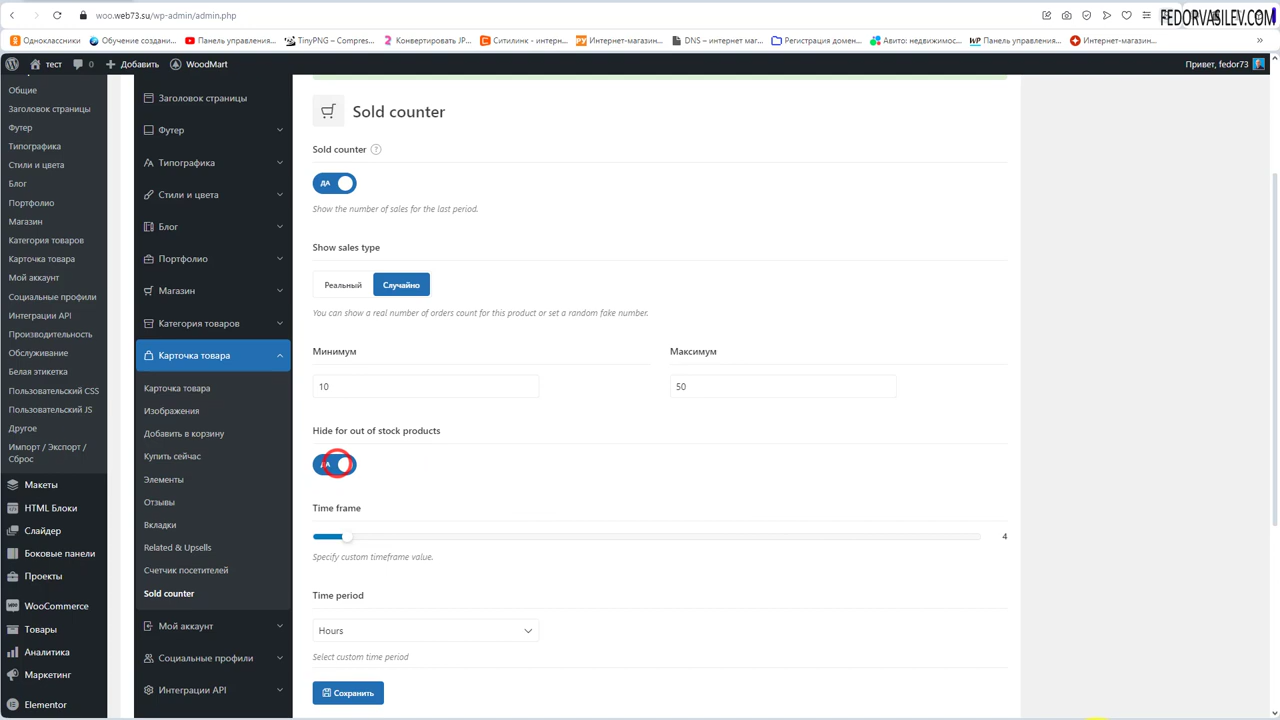 woo.web73.su/wp-admin/admin.php
FEDORVASILEV.COM
Одноклассники
Обучение создани...
Панель управления...
TinyPNG – Compres...
Конвертировать JP...
Ситилинк - интерн...
Интернет-магазин...
DNS – интернет маг...
Регистрация домен...
Авито: недвижимос...
Панель управления...
Интернет-магазин...
тест
0
Добавить
WoodMart
Привет, fedor73
Общие
Заголовок страницы
Футер
Типографика
Стили и цвета
Блог
Портфолио
Магазин
Категория товаров
Карточка товара
Мой аккаунт
Социальные профили
Интеграции API
Производительность
Обслуживание
Белая этикетка
Пользовательский CSS
Пользовательский JS
Другое
Импорт / Экспорт /
Сброс
Макеты
HTML Блоки
Слайдер
Боковые панели
Проекты
WooCommerce
Товары
Аналитика
Маркетинг
Elementor
Заголовок страницы
Футер
Типографика
Стили и цвета
Блог
Портфолио
Магазин
Категория товаров
Карточка товара
Карточка товара
Изображения
Добавить в корзину
Купить сейчас
Элементы
Отзывы
Вкладки
Related & Upsells
Счетчик посетителей
Sold counter
Мой аккаунт
Социальные профили
Интеграции API
Sold counter
Sold counter ?
ДА
Show the number of sales for the last period.
Show sales type
Реальный
Случайно
You can show a real number of orders count for this product or set a random fake number.
Минимум
Максимум
10
50
Hide for out of stock products
ДА
Time frame
4
Specify custom timeframe value.
Time period
Hours
Select custom time period
Сохранить